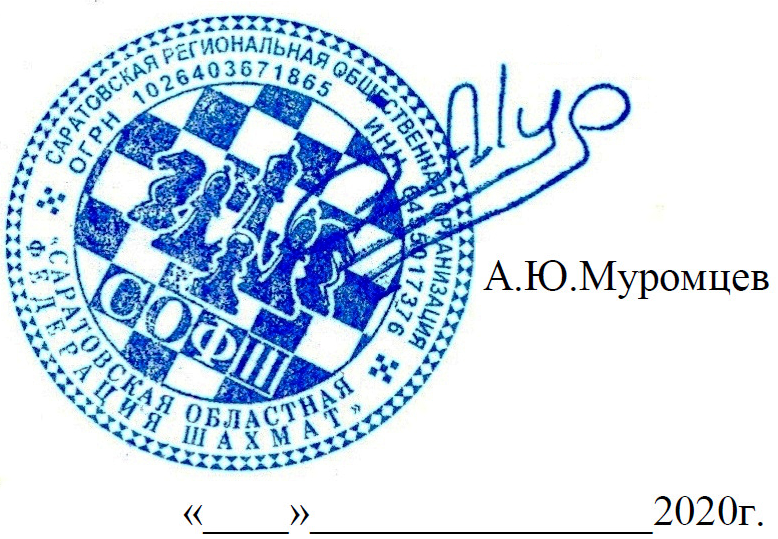 САРАТОВСКАЯ РЕГИОНАЛЬНАЯ ОБЩЕСТВЕННАЯ ОРГАНИЗАЦИЯ
ОГРН 1026403671865
«САРАТОВСКАЯ ОБЛАСТНАЯ
ФЕДЕРАЦИЯ ШАХМАТ»
СОФШ
А.Ю.Муромцев
«____»________________2020г.